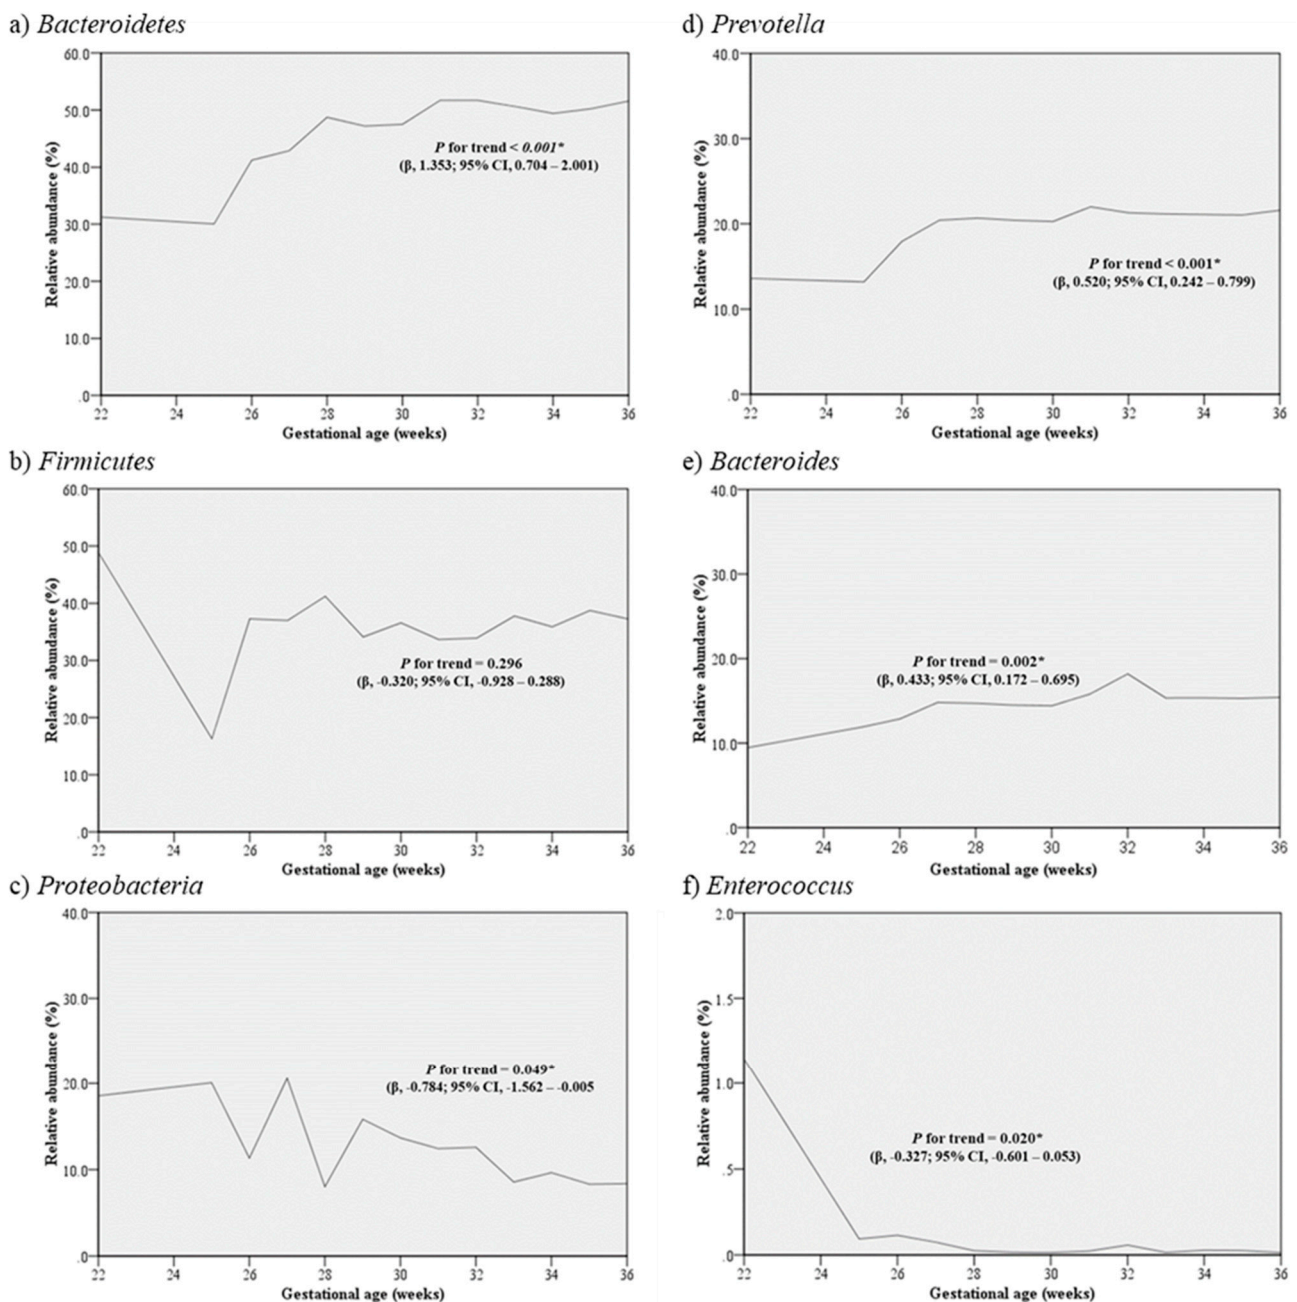 a) Bacteroidetes
60.0
50.0
40.0
30.0
20.0
10.0
.0
Relative abundance (%)
P for trend < 0.001*
(β, 1.353; 95% CI, 0.704 – 2.001)
22 24 26 28 30 32 34 36
Gestational age (weeks)
b) Firmicutes
60.0
50.0
40.0
30.0
20.0
10.0
.0
Relative abundance (%)
P for trend = 0.296
(β, -0.320; 95% CI, -0.928 – 0.288)
22 24 26 28 30 32 34 36
Gestational age (weeks)
c) Proteobacteria
40.0
30.0
20.0
10.0
.0
Relative abundance (%)
P for trend = 0.049*
(β, -0.784; 95% CI, -1.562 – -0.005
22 24 26 28 30 32 34 36
Gestational age (weeks)
d) Prevotella
40.0
30.0
20.0
10.0
.0
Relative abundance (%)
P for trend < 0.001*
(β, 0.520; 95% CI, 0.242 – 0.799)
22 24 26 28 30 32 34 36
Gestational age (weeks)
e) Bacteroides
40.0
30.0
20.0
10.0
.0
Relative abundance (%)
P for trend = 0.002*
(β, 0.433; 95% CI, 0.172 – 0.695)
22 24 26 28 30 32 34 36
Gestational age (weeks)
f) Enterococcus
2.0
1.5
1.0
.5
.0
Relative abundance (%)
P for trend = 0.020*
(β, -0.327; 95% CI, -0.601 – 0.053)
22 24 26 28 30 32 34 36
Gestational age (weeks)